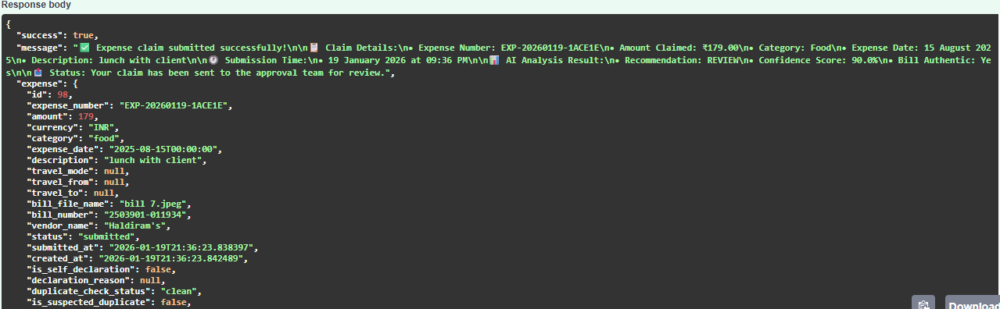 Response body
{
  "success": true,
  "message": "✅ Expense claim submitted successfully!\n\n📋 Claim Details:\n• Expense Number: EXP-20260119-1ACE1E\n• Amount Claimed: ₹179.00\n• Category: Food\n• Expense Date: 15 August 202
5\n• Description: lunch with client\n\n🕐 Submission Time:\n• 19 January 2026 at 09:36 PM\n\n📊 AI Analysis Result:\n• Recommendation: REVIEW\n• Confidence Score: 90.0%\n• Bill Authentic: Ye
s\n\n📤 Status: Your claim has been sent to the approval team for review.",
  "expense": {
    "id": 98,
    "expense_number": "EXP-20260119-1ACE1E",
    "amount": 179,
    "currency": "INR",
    "category": "food",
    "expense_date": "2025-08-15T00:00:00",
    "description": "lunch with client",
    "travel_mode": null,
    "travel_from": null,
    "travel_to": null,
    "bill_file_name": "bill 7.jpeg",
    "bill_number": "2503901-011934",
    "vendor_name": "Haldiram's",
    "status": "submitted",
    "submitted_at": "2026-01-19T21:36:23.838397",
    "created_at": "2026-01-19T21:36:23.842489",
    "is_self_declaration": false,
    "declaration_reason": null,
    "duplicate_check_status": "clean",
    "is_suspected_duplicate": false,
Download